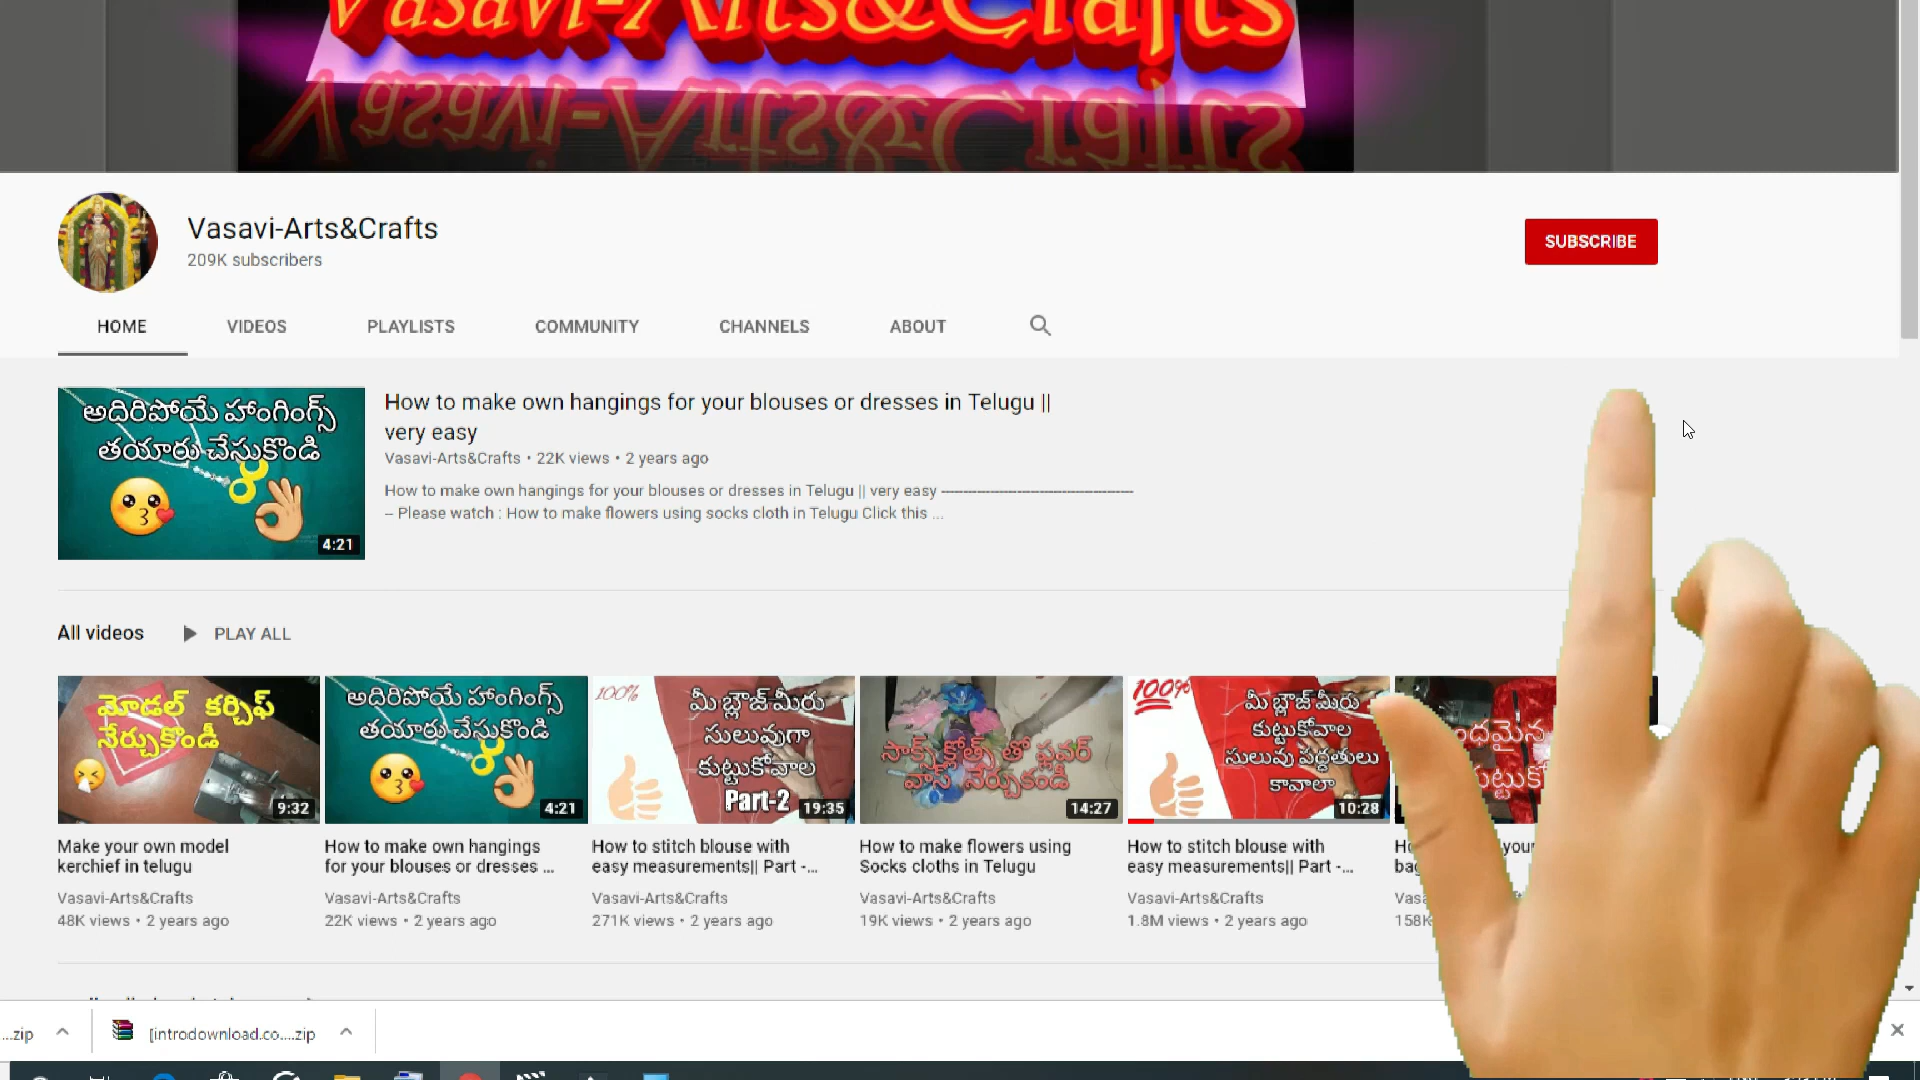 Vasavi-Arts&Crafts
Vasavi-Arts&Crafts
Vasavi-Arts&Crafts
209K subscribers
SUBSCRIBE
HOME VIDEOS PLAYLISTS COMMUNITY CHANNELS ABOUT
అదిరిపోయే హాంగింగ్స్
తయారు చేసుకొండి
4:21
How to make own hangings for your blouses or dresses in Telugu ||
very easy
Vasavi-Arts&Crafts • 22K views • 2 years ago
How to make own hangings for your blouses or dresses in Telugu || very easy ----------------------------------------
-- Please watch : How to make flowers using socks cloth in Telugu Click this ...
All videos PLAY ALL
మోడల్ కర్చిఫ్
నేర్చుకొండి
9:32
అదిరిపోయే హాంగింగ్స్
తయారు చేసుకొండి
4:21
100%
మీ బ్లౌజ్ మీరు
సులువుగా
కుట్టుకోవాల
Part-2
19:35
సాక్స్ క్లోత్స్ తో ఫ్లవర్
వాస్ నేర్చుకండి
14:27
100%
మీ బ్లౌజ్ మీరు
కుట్టుకోవాల
సులువు పద్ధతులు
కావాలా
10:28
Make your own model
kerchief in telugu
Vasavi-Arts&Crafts
48K views • 2 years ago
How to make own hangings
for your blouses or dresses ...
Vasavi-Arts&Crafts
22K views • 2 years ago
How to stitch blouse with
easy measurements|| Part -...
Vasavi-Arts&Crafts
271K views • 2 years ago
How to make flowers using
Socks cloths in Telugu
Vasavi-Arts&Crafts
19K views • 2 years ago
How to stitch blouse with
easy measurements|| Part -...
Vasavi-Arts&Crafts
1.8M views • 2 years ago
158K
...zip
[introdownload.co....zip